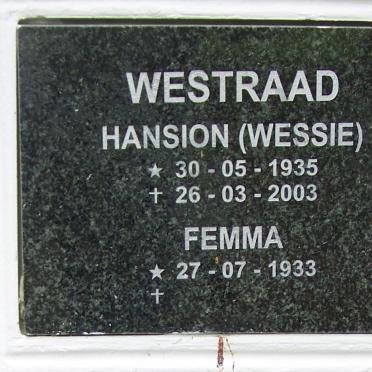 WESTRAAD
HANSION (WESSIE)
★ 30 - 05 - 1935
✝ 26 - 03 - 2003
FEMMA
★ 27 - 07 - 1933
✝